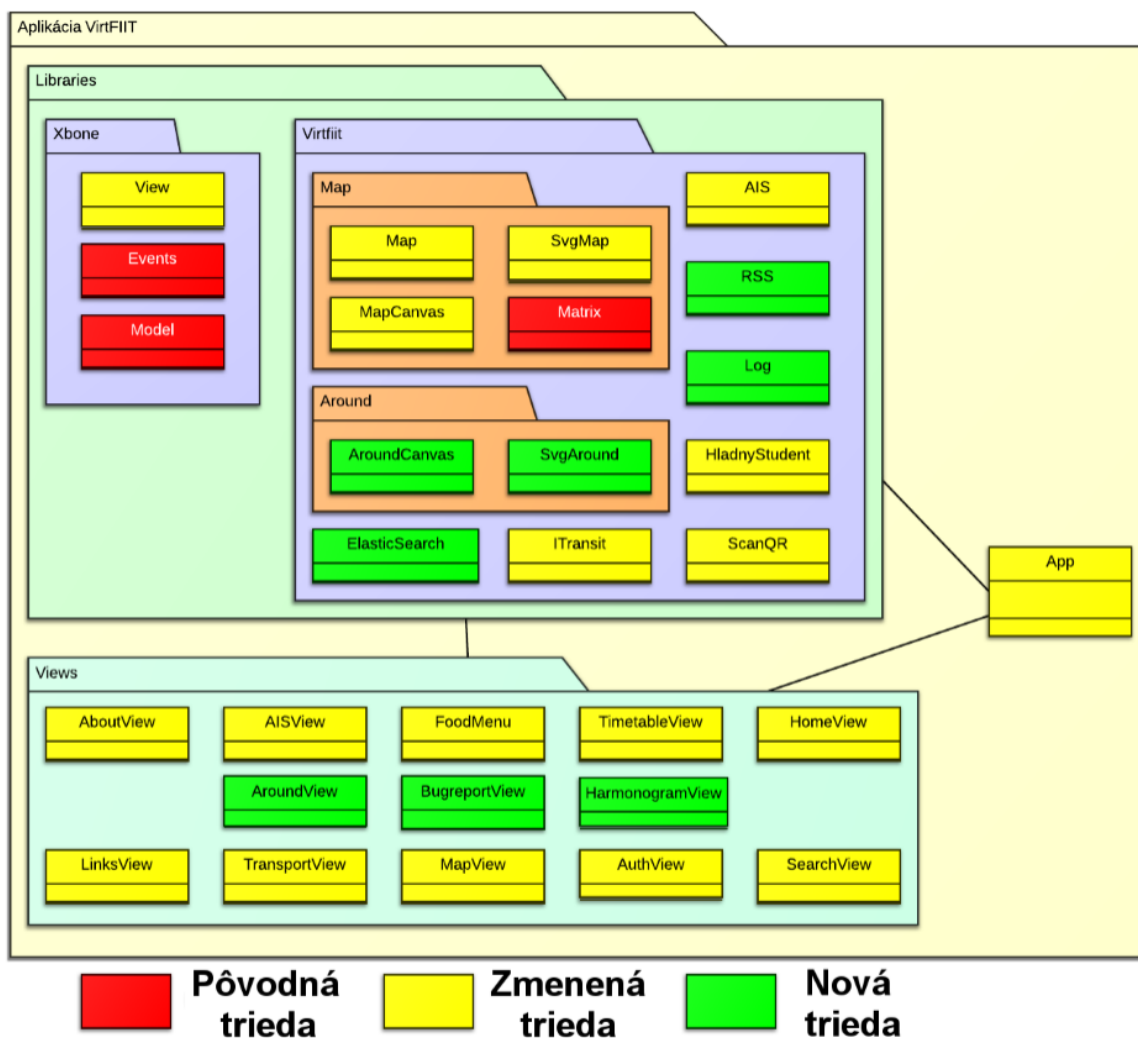 Aplikácia VirtFIIT
Libraries
Xbone
View
Events
Model
Virtfiit
Map
Map
SvgMap
MapCanvas
Matrix
Around
AroundCanvas
SvgAround
ElasticSearch
ITransit
AIS
RSS
Log
HladnyStudent
ScanQR
App
Views
AboutView
AISView
FoodMenu
TimetableView
HomeView
AroundView
BugreportView
HarmonogramView
LinksView
TransportView
MapView
AuthView
SearchView
Pôvodná
trieda
Zmenená
trieda
Nová
trieda